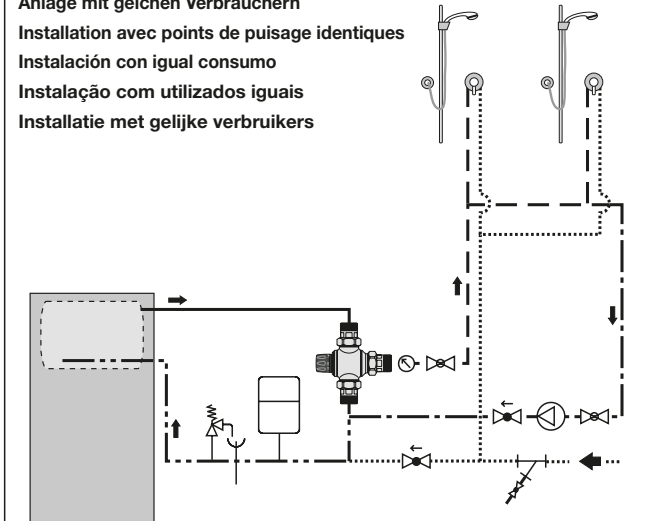 Anlage mit gelchen Verbrauchern
Installation avec points de puisage identiques
Instalación con igual consumo
Instalação com utilizados iguais
Installatie met gelijke verbruikers